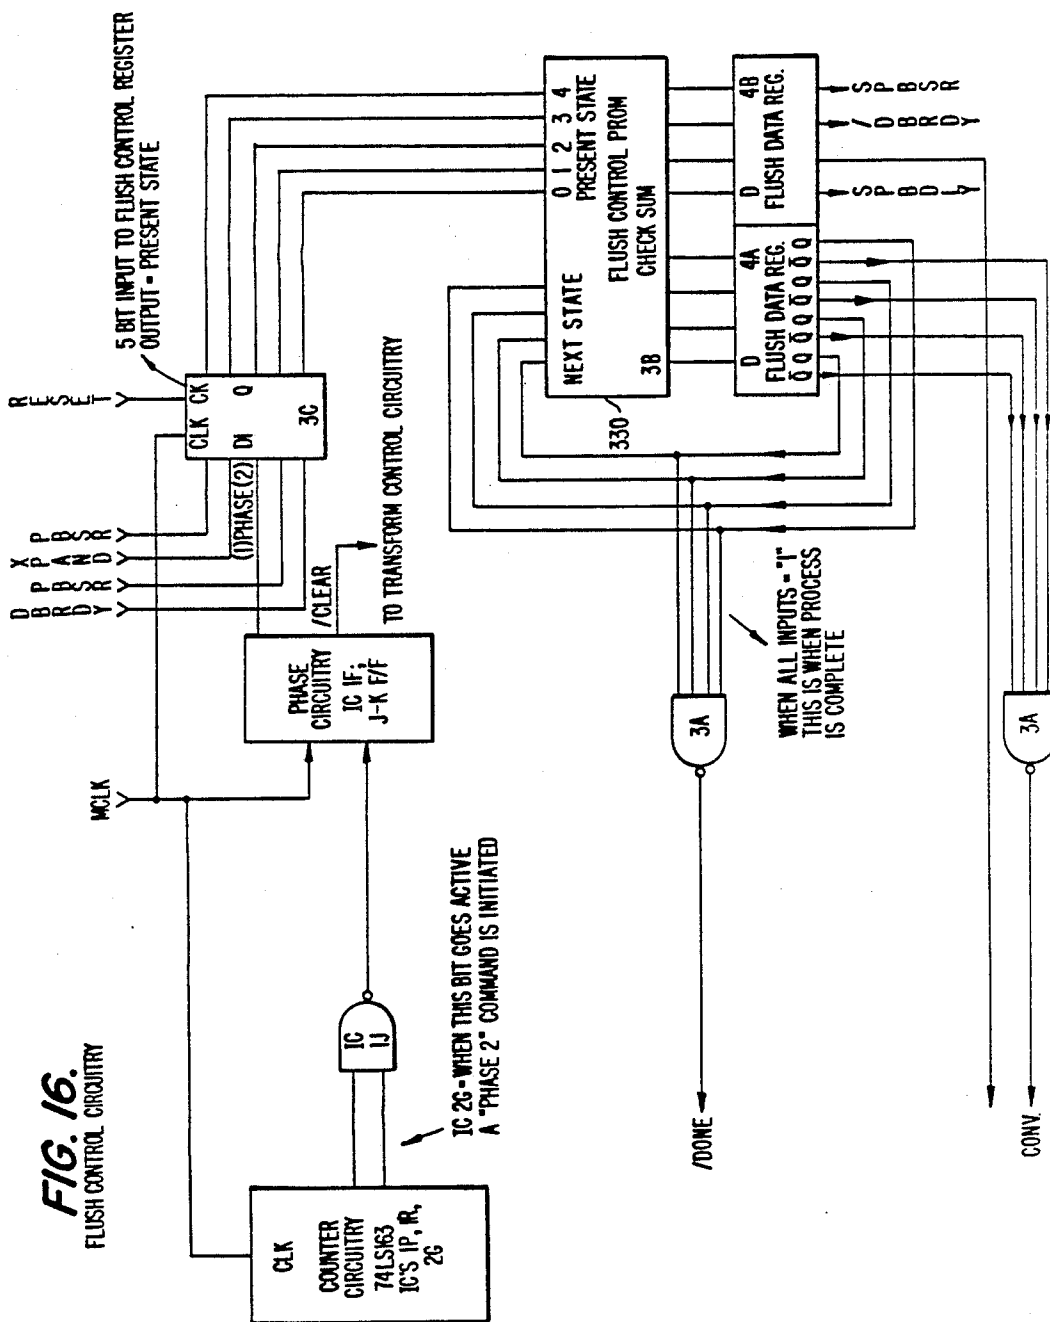 FIG. 16.
FLUSH CONTROL CIRCUITRY
CLK
COUNTER
CIRCUITRY
74LS163
IC'S 1P, 1R,
2G
IC
1J
IC 2G=WHEN THIS BIT GOES ACTIVE
A "PHASE 2" COMMAND IS INITIATED
MCLK
PHASE
CIRCUITRY
IC 1F;
J-K F/F
/CLEAR
TO TRANSFORM CONTROL CIRCUITRY
DBRDY
PPBRSR
XPAND
PPBSR
RESET
(1)PHASE(2)
CLK CK
DI Q
3C
5 BIT INPUT TO FLUSH CONTROL REGISTER
OUTPUT = PRESENT STATE
0 1 2 3 4
PRESENT STATE
NEXT STATE
FLUSH CONTROL PROM
CHECK SUM
3B
330
D 4A
FLUSH DATA REG.
Q̅ Q Q̅ Q Q̅ Q Q̅ Q
D 4B
FLUSH DATA REG.
SPBDLY
/DBRDY
SPBSR
3A
WHEN ALL INPUTS = "1"
THIS IS WHEN PROCESS
IS COMPLETE
/DONE
3A
CONV.